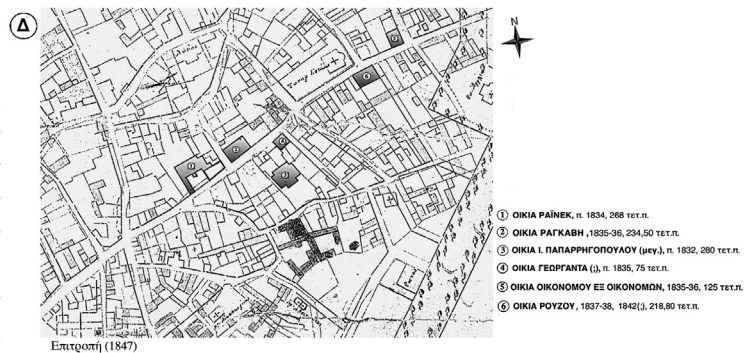 Δ
N
① ΟΙΚΙΑ ΡΑΪΝΕΚ, π. 1834, 268 τετ.π.
② ΟΙΚΙΑ ΡΑΓΚΑΒΗ ,1835-36, 234,50 τετ.π.
③ ΟΙΚΙΑ Ι. ΠΑΠΑΡΡΗΓΟΠΟΥΛΟΥ (μεγ.), π. 1832, 280 τετ.π.
④ ΟΙΚΙΑ ΓΕΩΡΓΑΝΤΑ (;), π. 1835, 75 τετ.π.
⑤ ΟΙΚΙΑ ΟΙΚΟΝΟΜΟΥ ΕΞ ΟΙΚΟΝΟΜΩΝ, 1835-36, 125 τετ.π.
⑥ ΟΙΚΙΑ ΡΟΥΖΟΥ, 1837-38, 1842(;), 218,80 τετ.π.
Επιτροπή (1847)